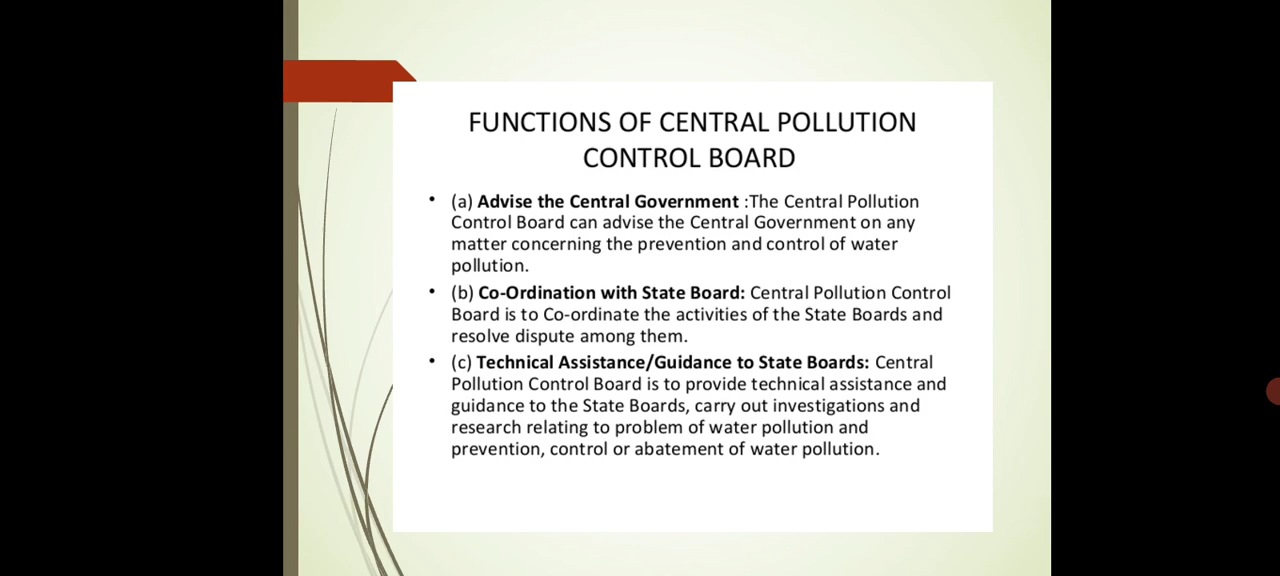 FUNCTIONS OF CENTRAL POLLUTION
CONTROL BOARD
• (a) Advise the Central Government :The Central Pollution
Control Board can advise the Central Government on any
matter concerning the prevention and control of water
pollution.
• (b) Co-Ordination with State Board: Central Pollution Control
Board is to Co-ordinate the activities of the State Boards and
resolve dispute among them.
• (c) Technical Assistance/Guidance to State Boards: Central
Pollution Control Board is to provide technical assistance and
guidance to the State Boards, carry out investigations and
research relating to problem of water pollution and
prevention, control or abatement of water pollution.